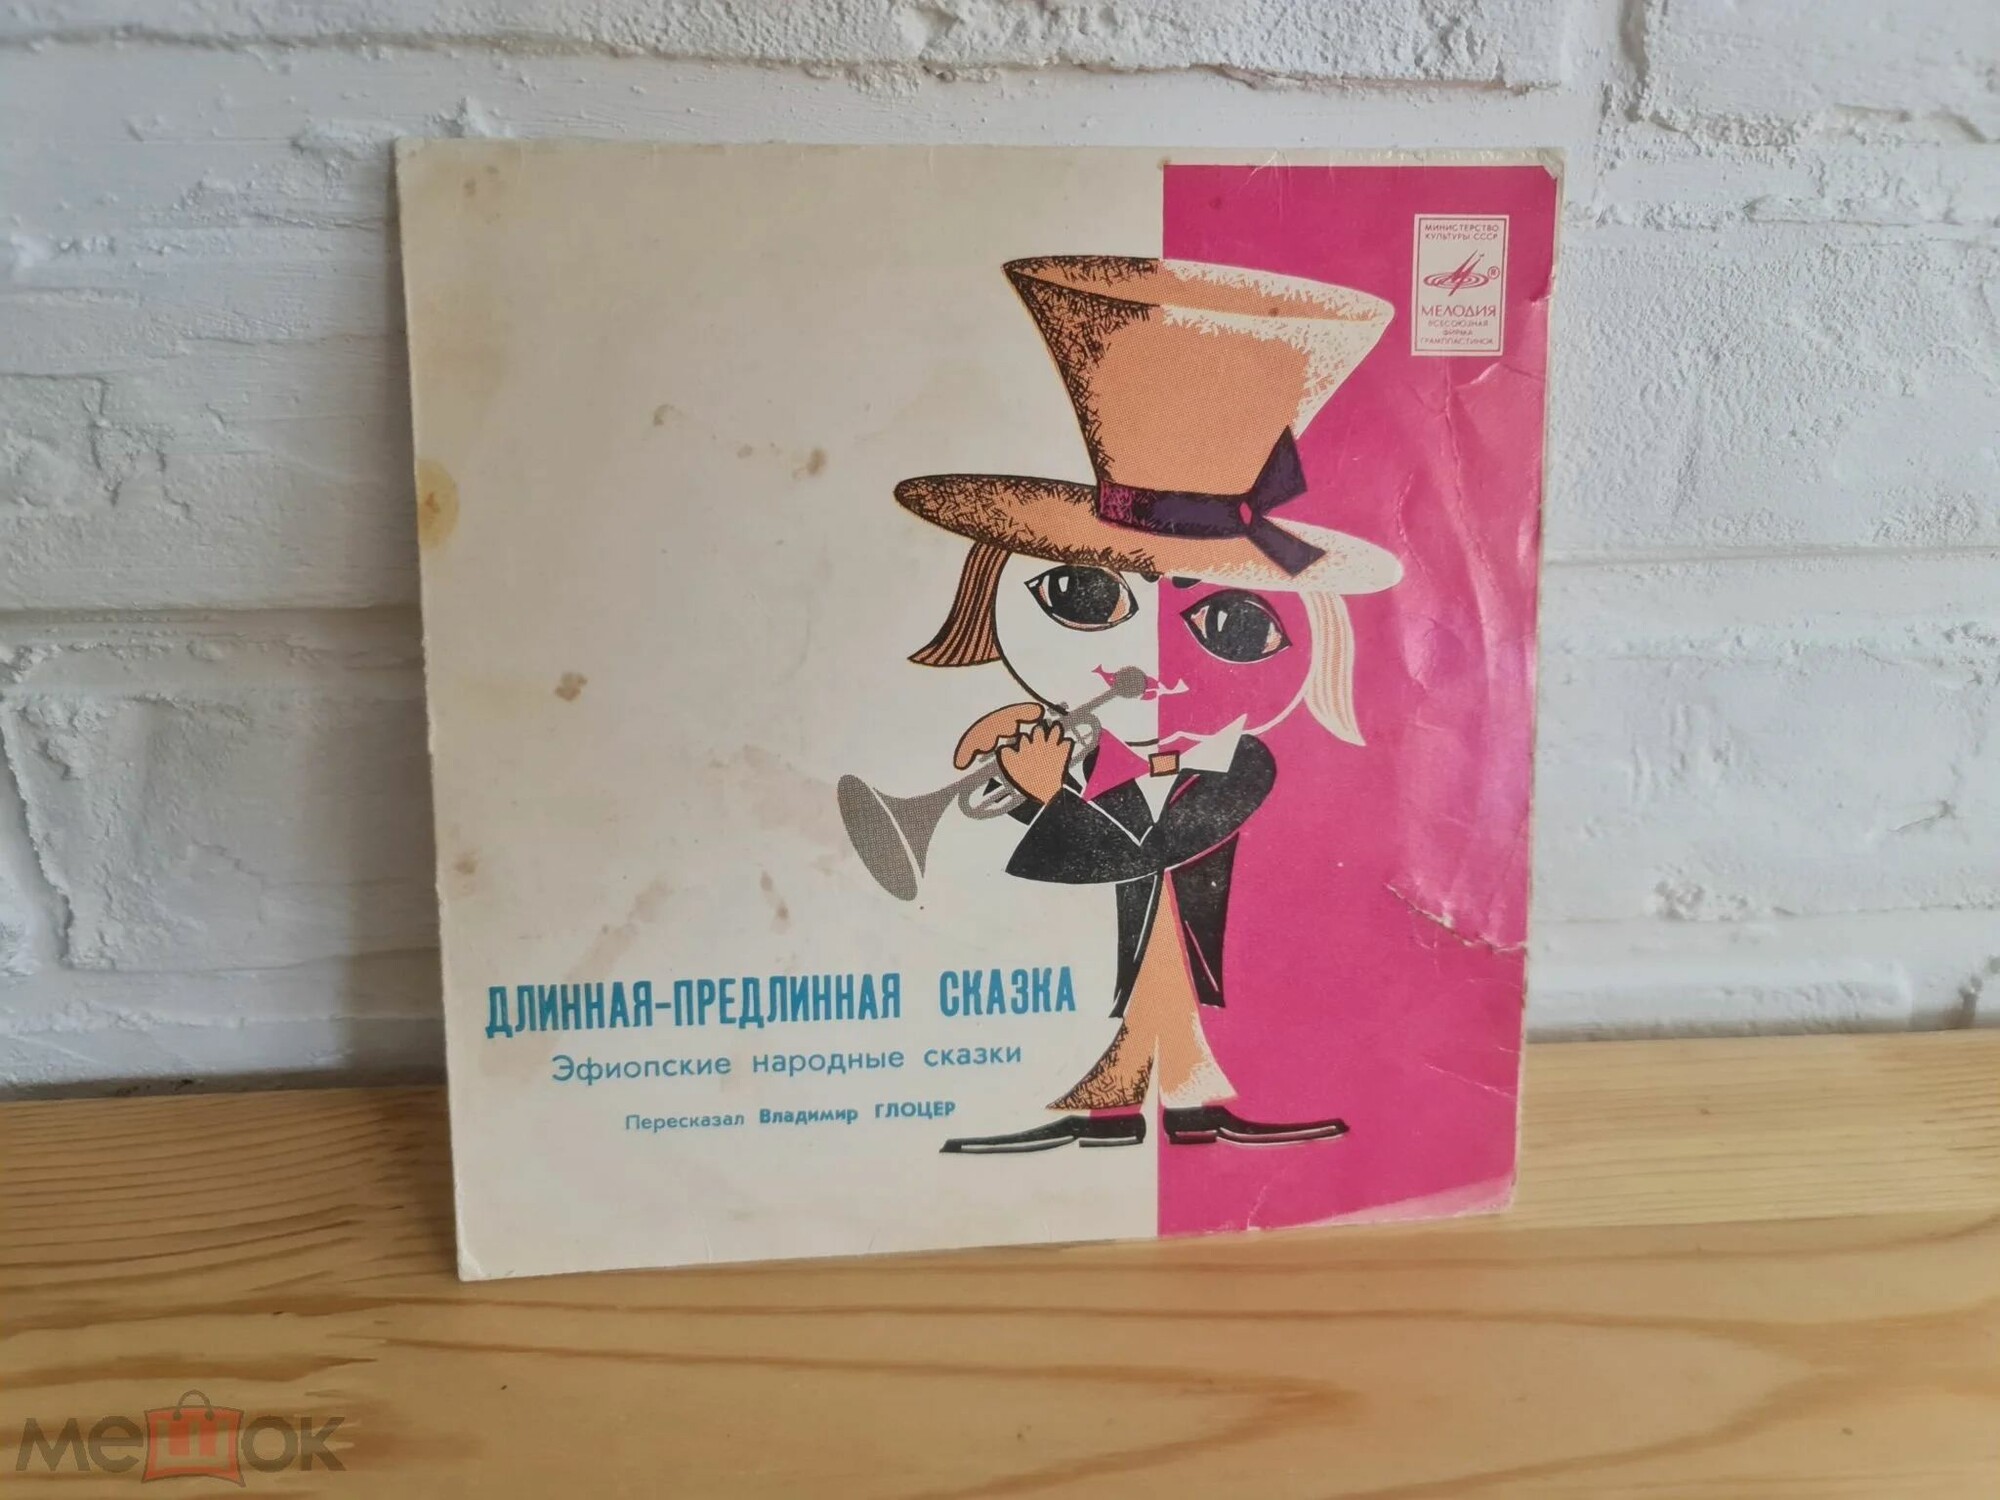 МИНИСТЕРСТВО
КУЛЬТУРЫ СССР
®
МЕЛОДИЯ
ВСЕСОЮЗНАЯ
ФИРМА
ГРАМПЛАСТИНОК
ДЛИННАЯ-ПРЕДЛИННАЯ СКАЗКА
Эфиопские народные сказки
Пересказал Владимир ГЛОЦЕР
мешок